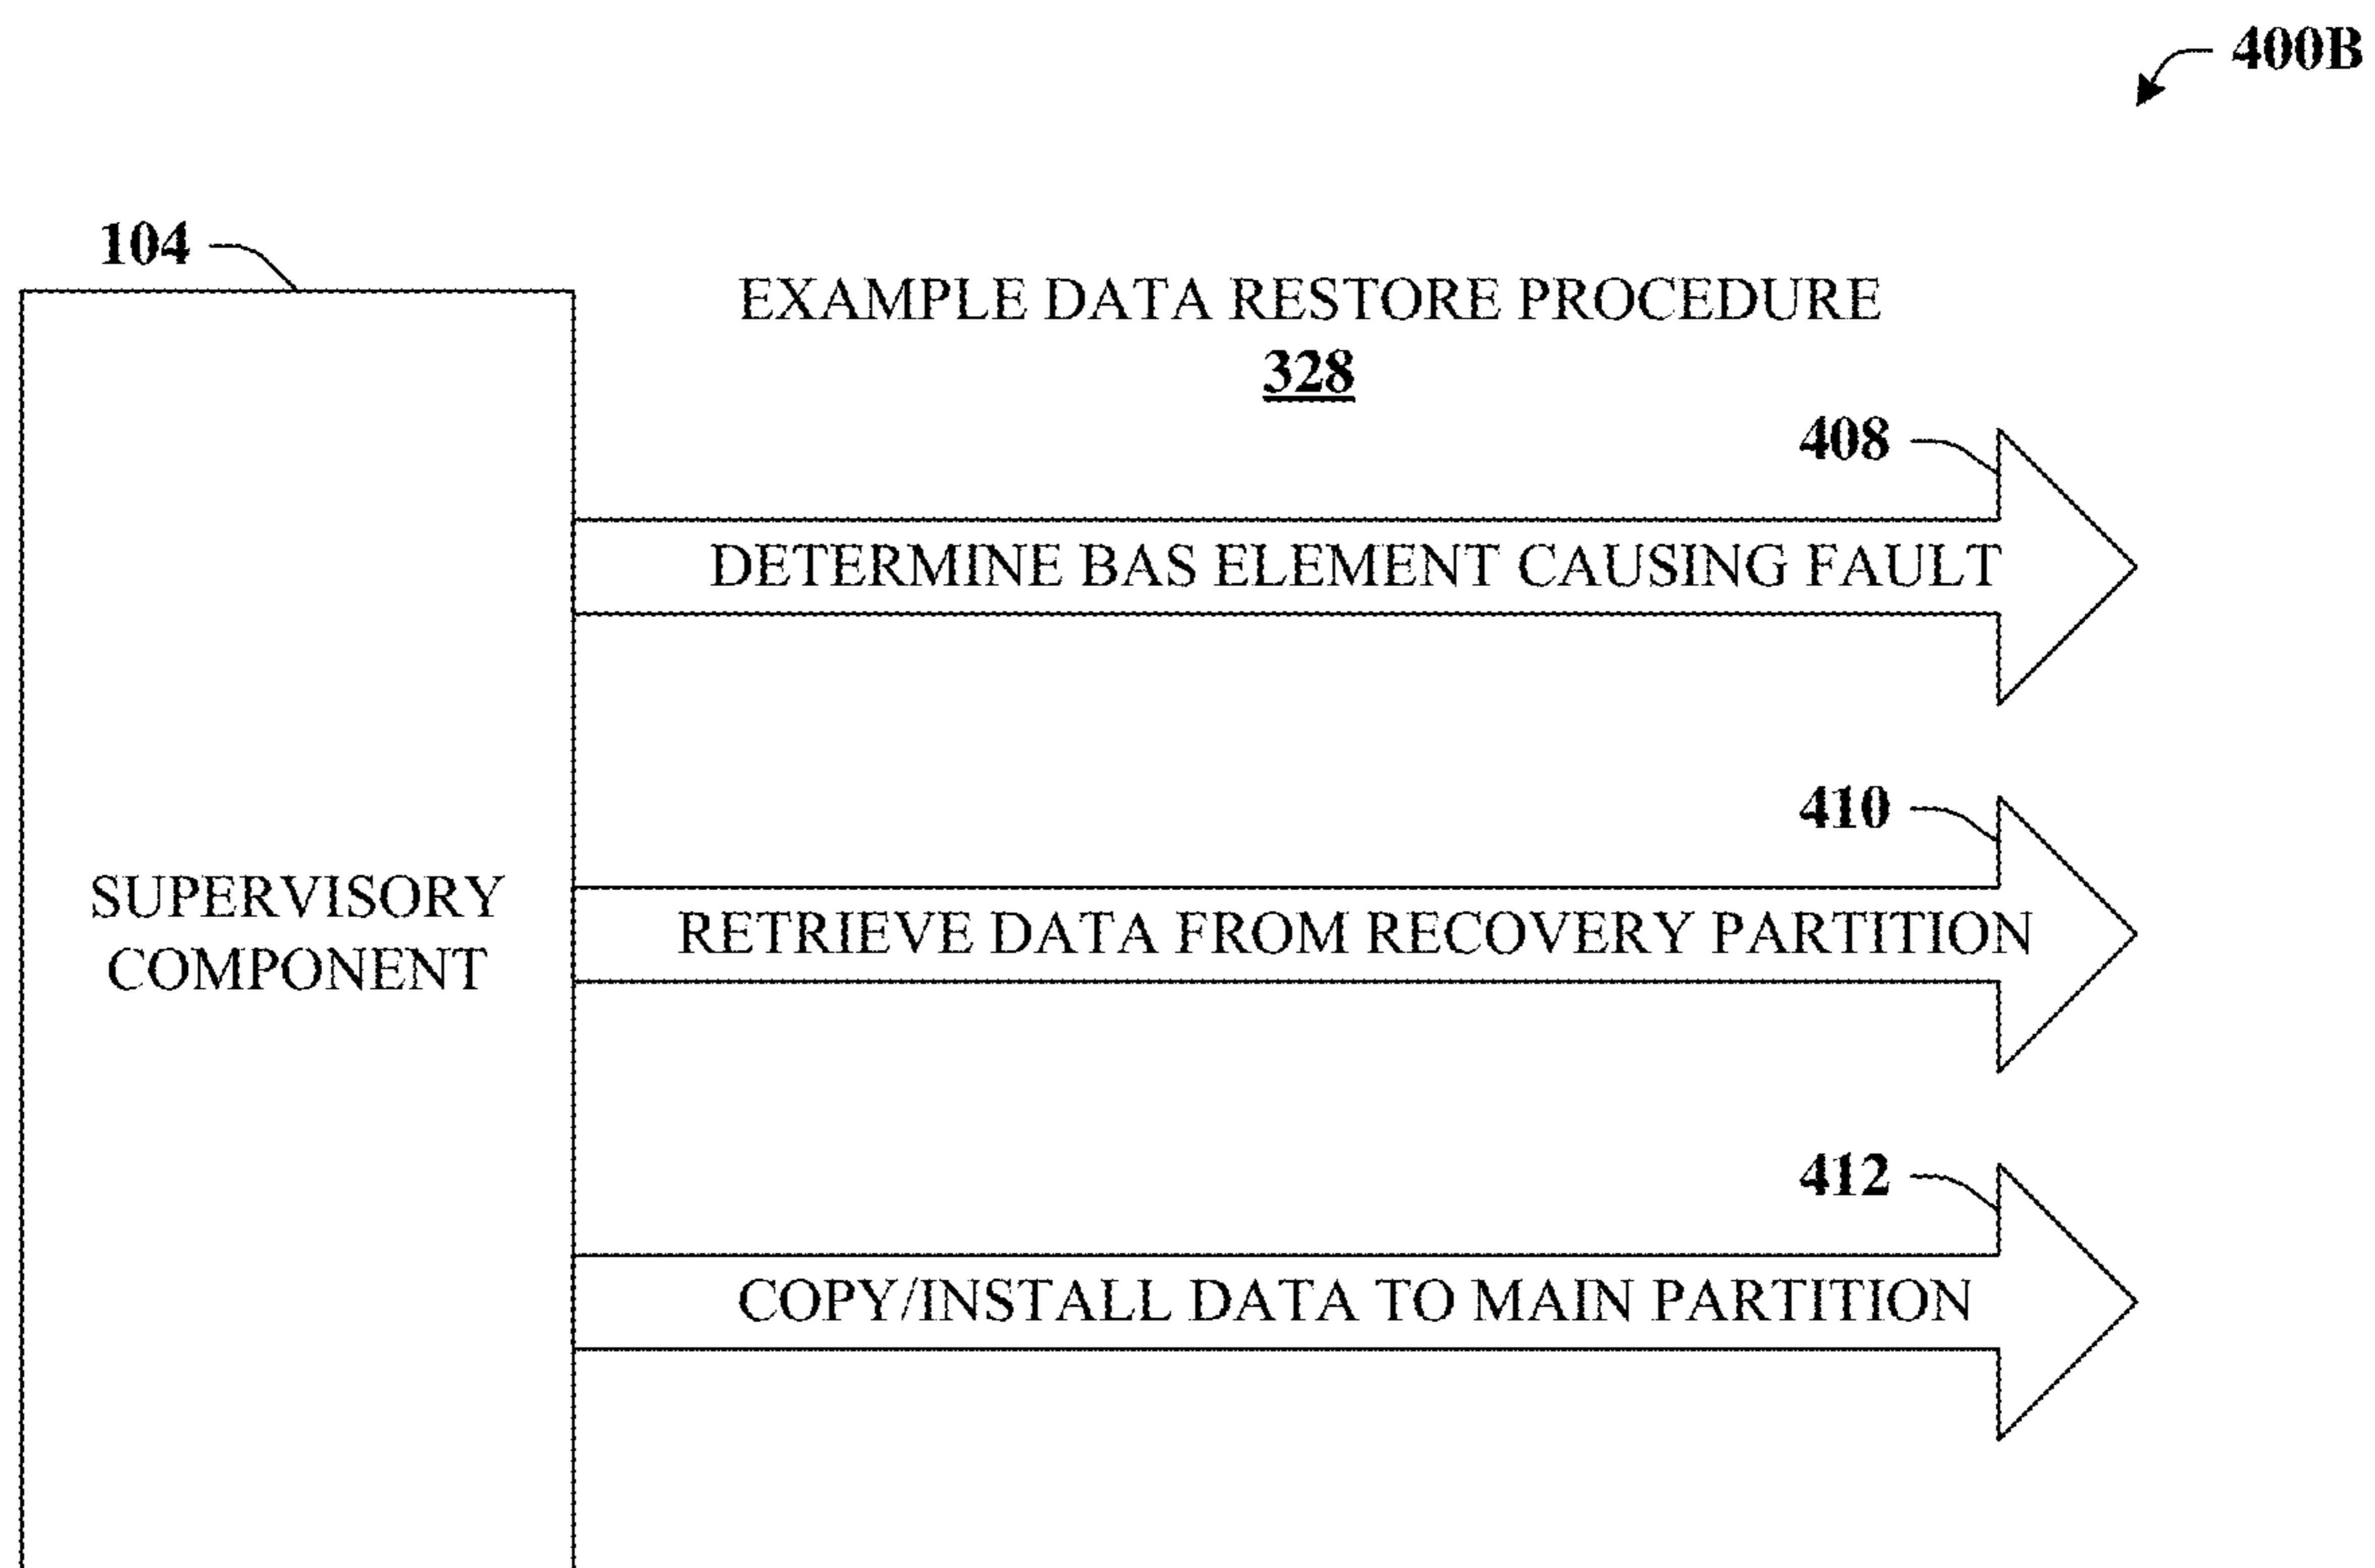 400B
104
EXAMPLE DATA RESTORE PROCEDURE
328
408
DETERMINE BAS ELEMENT CAUSING FAULT
410
SUPERVISORY
COMPONENT
RETRIEVE DATA FROM RECOVERY PARTITION
412
COPY/INSTALL DATA TO MAIN PARTITION